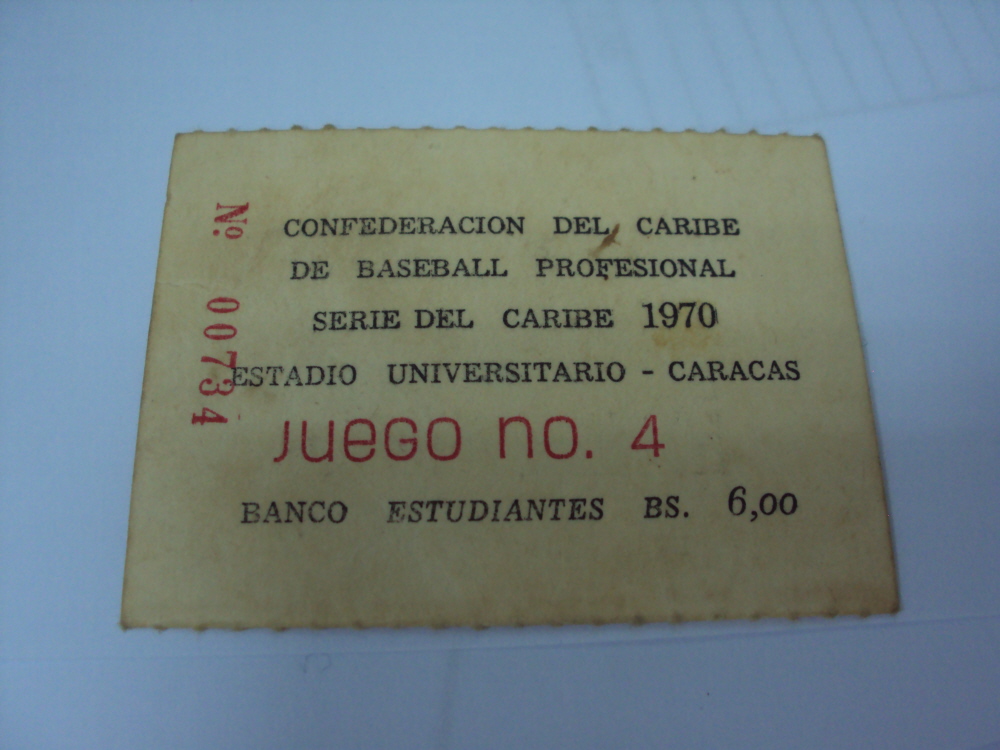 Nº 00734
CONFEDERACION DEL CARIBE
DE BASEBALL PROFESIONAL
SERIE DEL CARIBE 1970
ESTADIO UNIVERSITARIO - CARACAS
JUeGO no. 4
BANCO ESTUDIANTES BS. 6,00